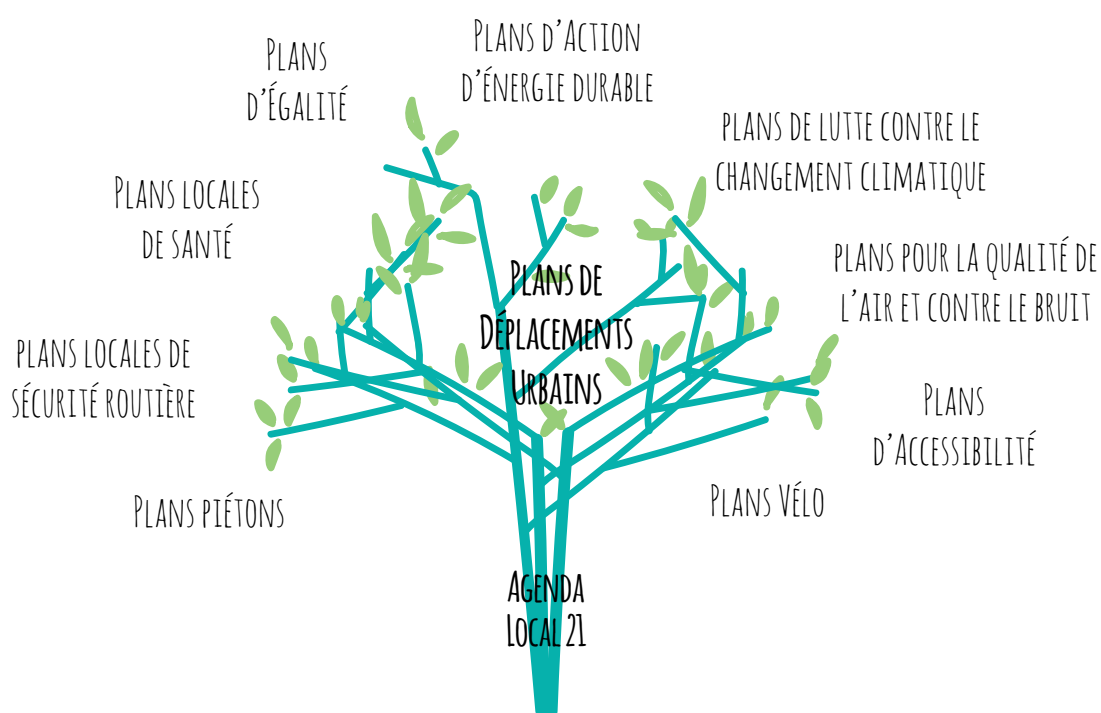 Plans
d'Égalité
Plans d'Action
d'énergie durable
plans de lutte contre le
changement climatique
Plans locales
de santé
plans pour la qualité de
l'air et contre le bruit
Plans de
Déplacements
Urbains
plans locales de
sécurité routière
Plans
d'Accessibilité
Plans piétons
Plans Vélo
Agenda
Local 21